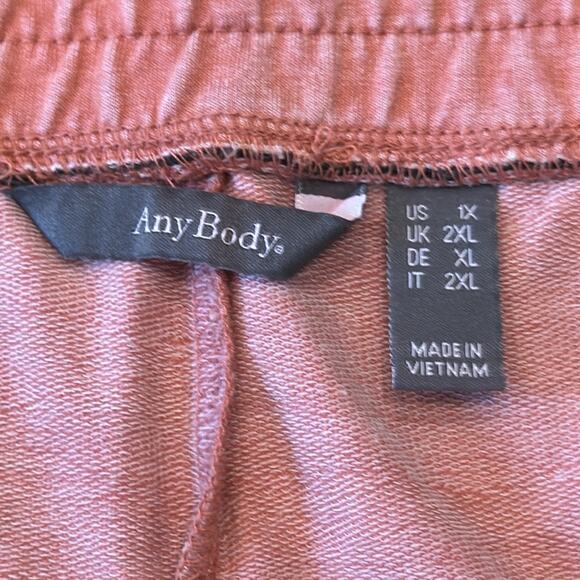 AnyBody®
US 1X
UK 2XL
DE XL
IT 2XL
MADE IN
VIETNAM